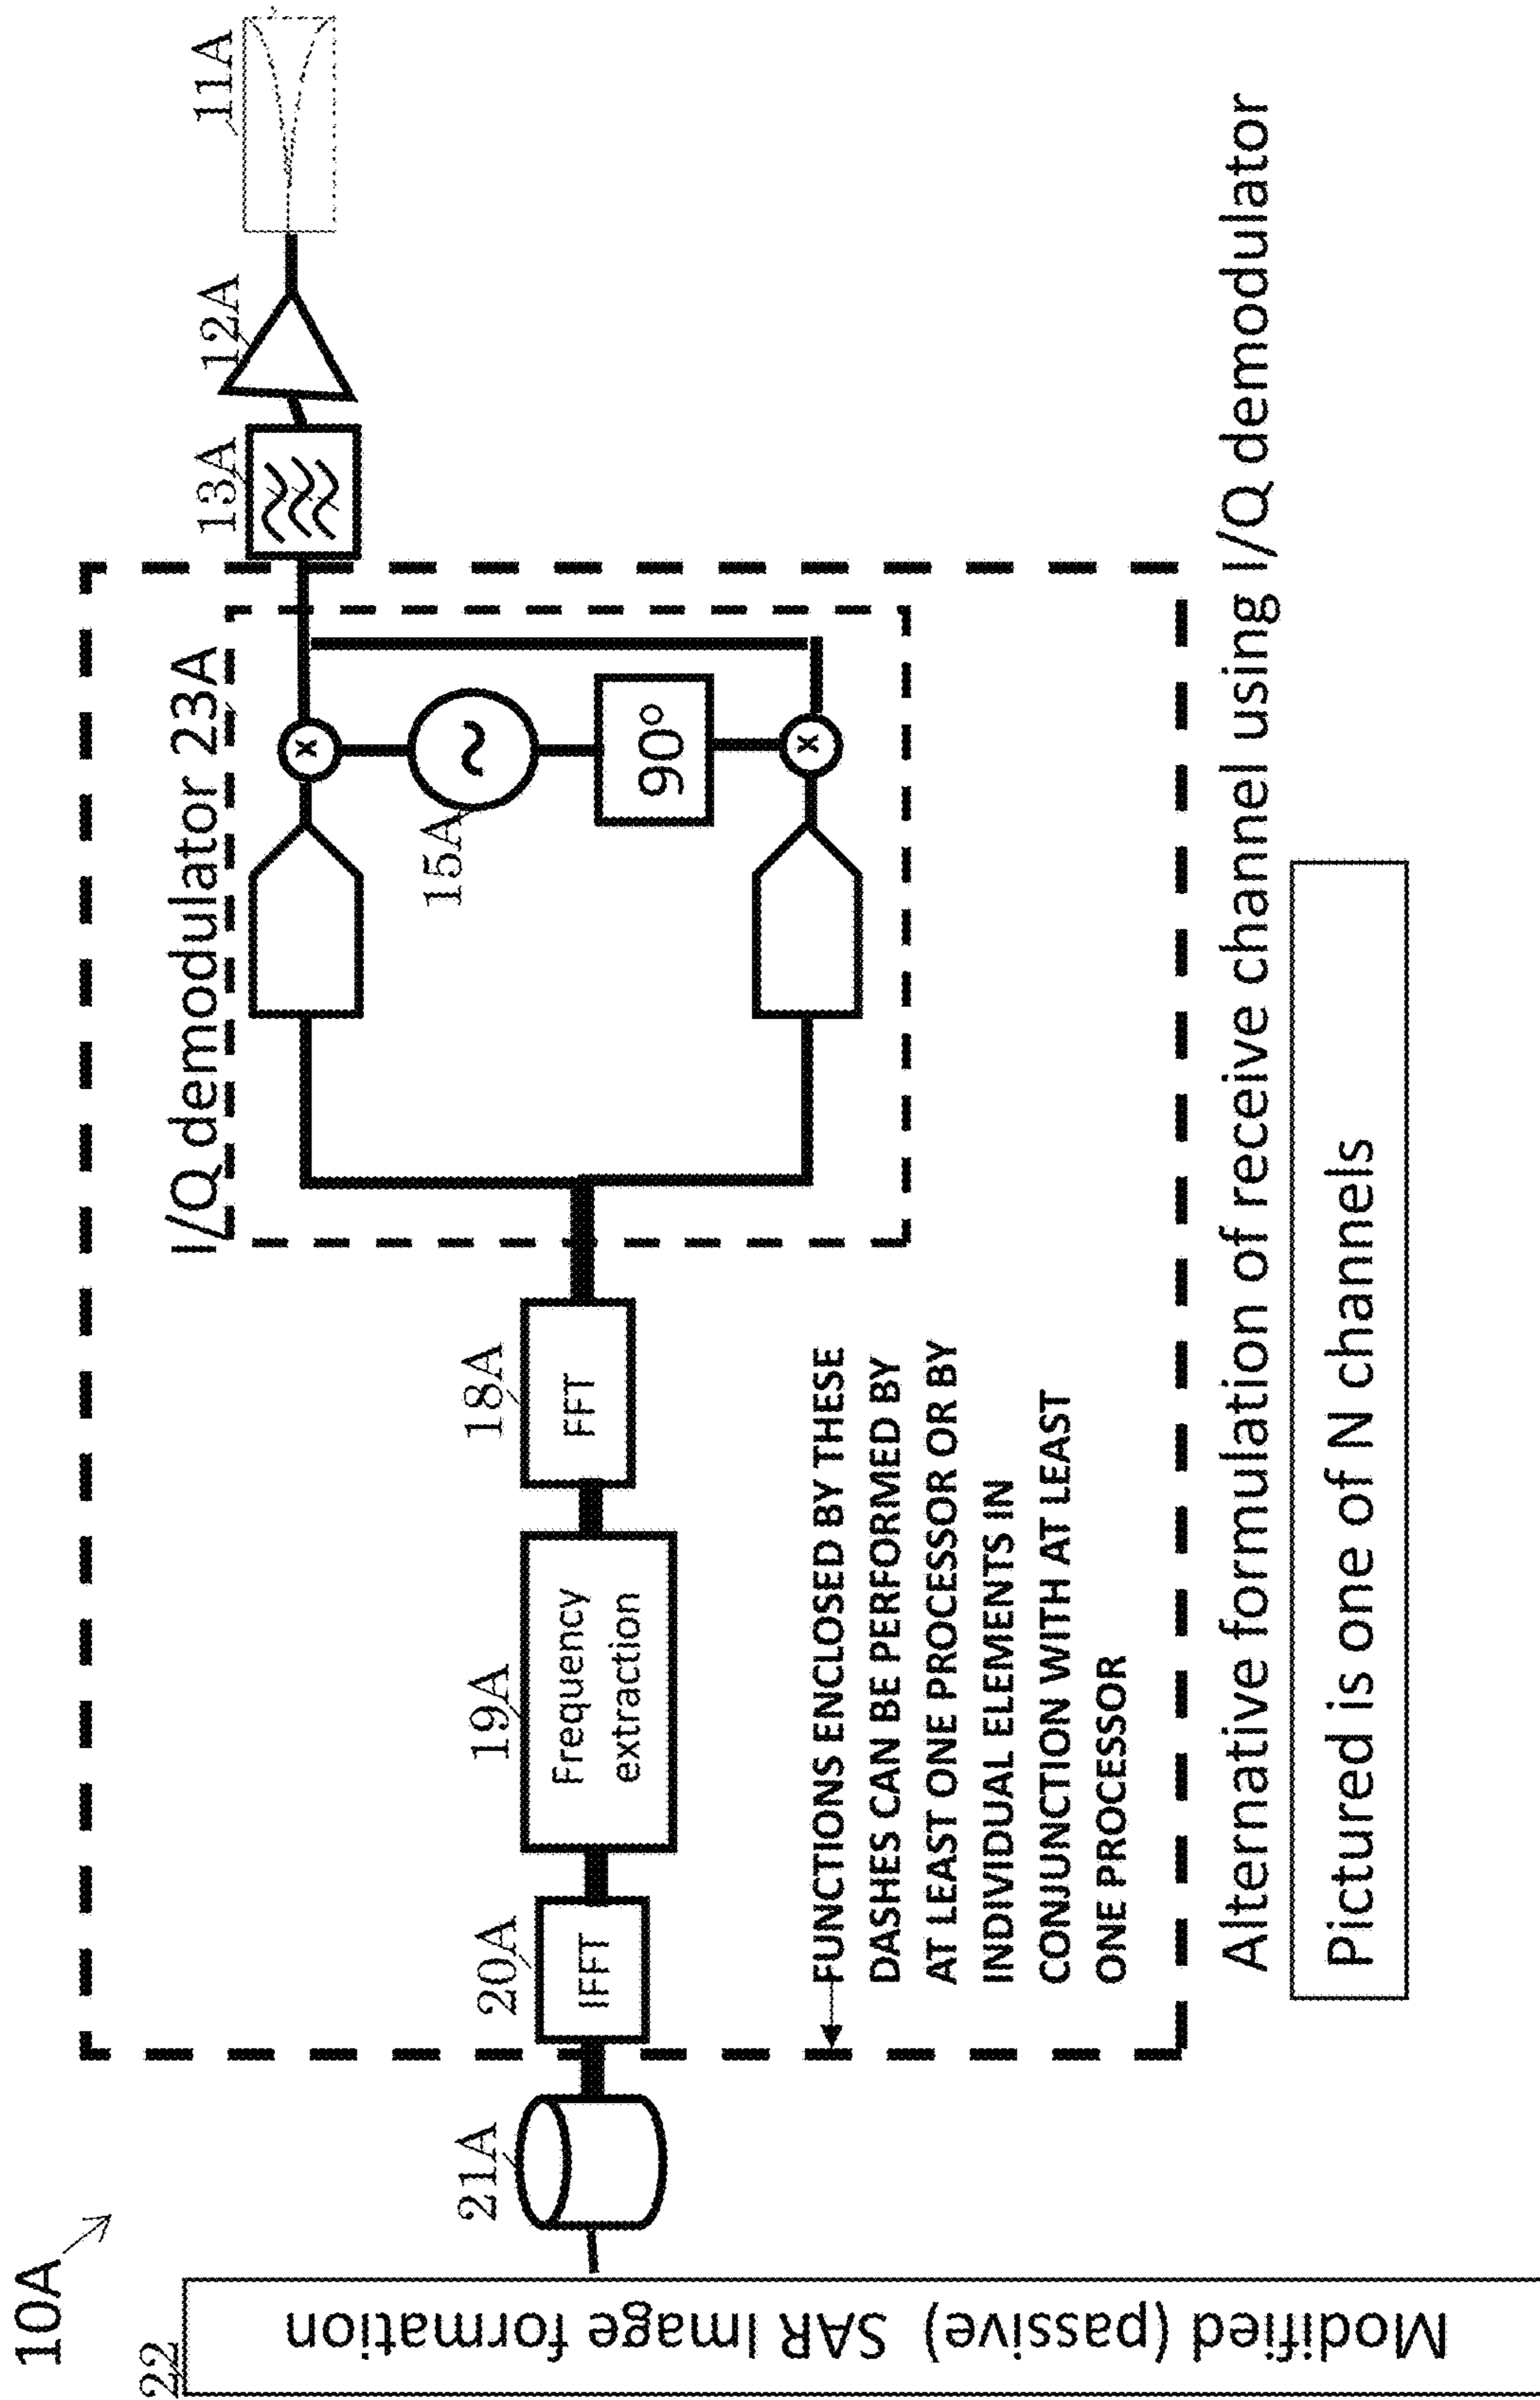 10A
22
Modified (passive) SAR Image formation
21A
20A
IFFT
19A
Frequency
extraction
18A
FFT
I/Q demodulator 23A
x
15A
~
90°
x
13A
12A
11A
FUNCTIONS ENCLOSED BY THESE
DASHES CAN BE PERFORMED BY
AT LEAST ONE PROCESSOR OR BY
INDIVIDUAL ELEMENTS IN
CONJUNCTION WITH AT LEAST
ONE PROCESSOR
Alternative formulation of receive channel using I/Q demodulator
Pictured is one of N channels